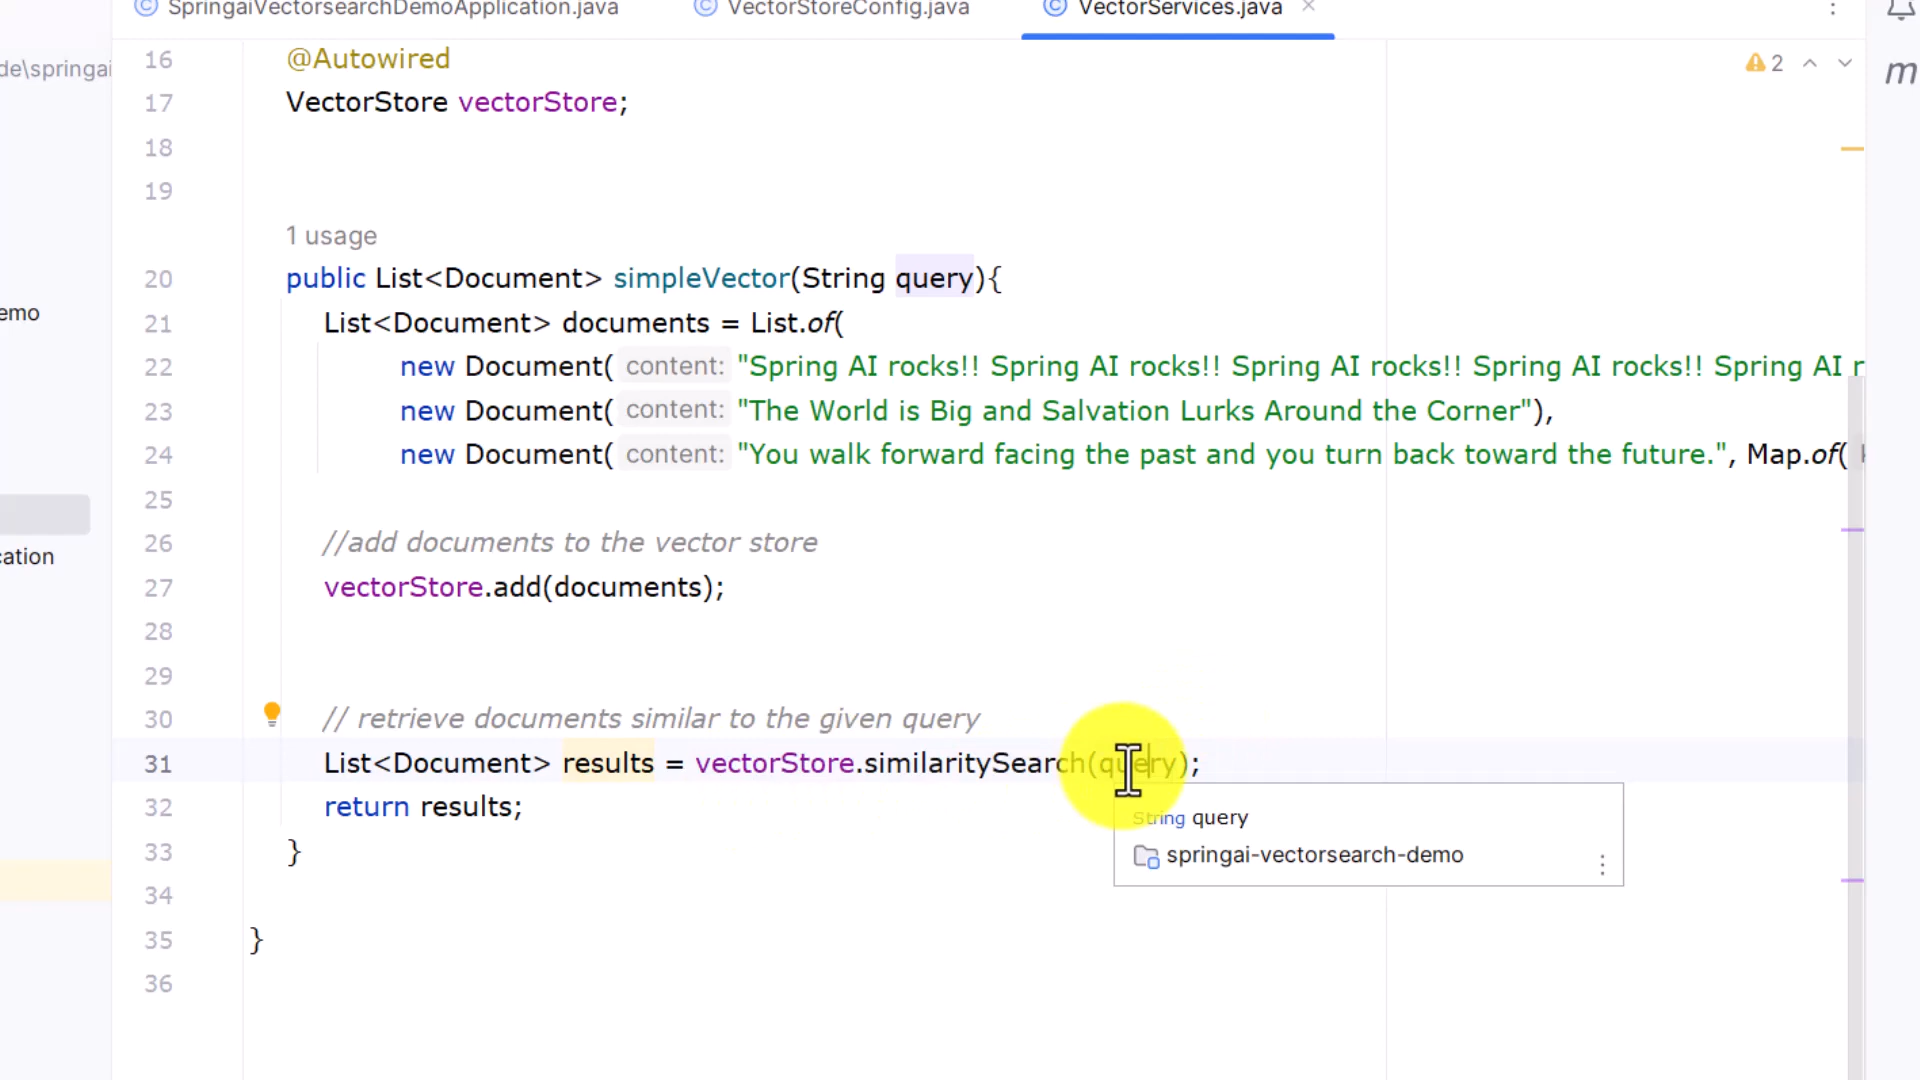 SpringaiVectorsearchDemoApplication.java VectorStoreConfig.java VectorServices.java
de\springai
16 @Autowired
2
17 VectorStore vectorStore;
18
19
1 usage
20 public List<Document> simpleVector(String query){
emo
21 List<Document> documents = List.of(
22 new Document( content: "Spring AI rocks!! Spring AI rocks!! Spring AI rocks!! Spring AI rocks!! Spring AI r
23 new Document( content: "The World is Big and Salvation Lurks Around the Corner"),
24 new Document( content: "You walk forward facing the past and you turn back toward the future.", Map.of(
25
26 //add documents to the vector store
cation
27 vectorStore.add(documents);
28
29
30 // retrieve documents similar to the given query
31 List<Document> results = vectorStore.similaritySearch(query);
32 return results;
String query
33 }
springai-vectorsearch-demo
34
35 }
36
m